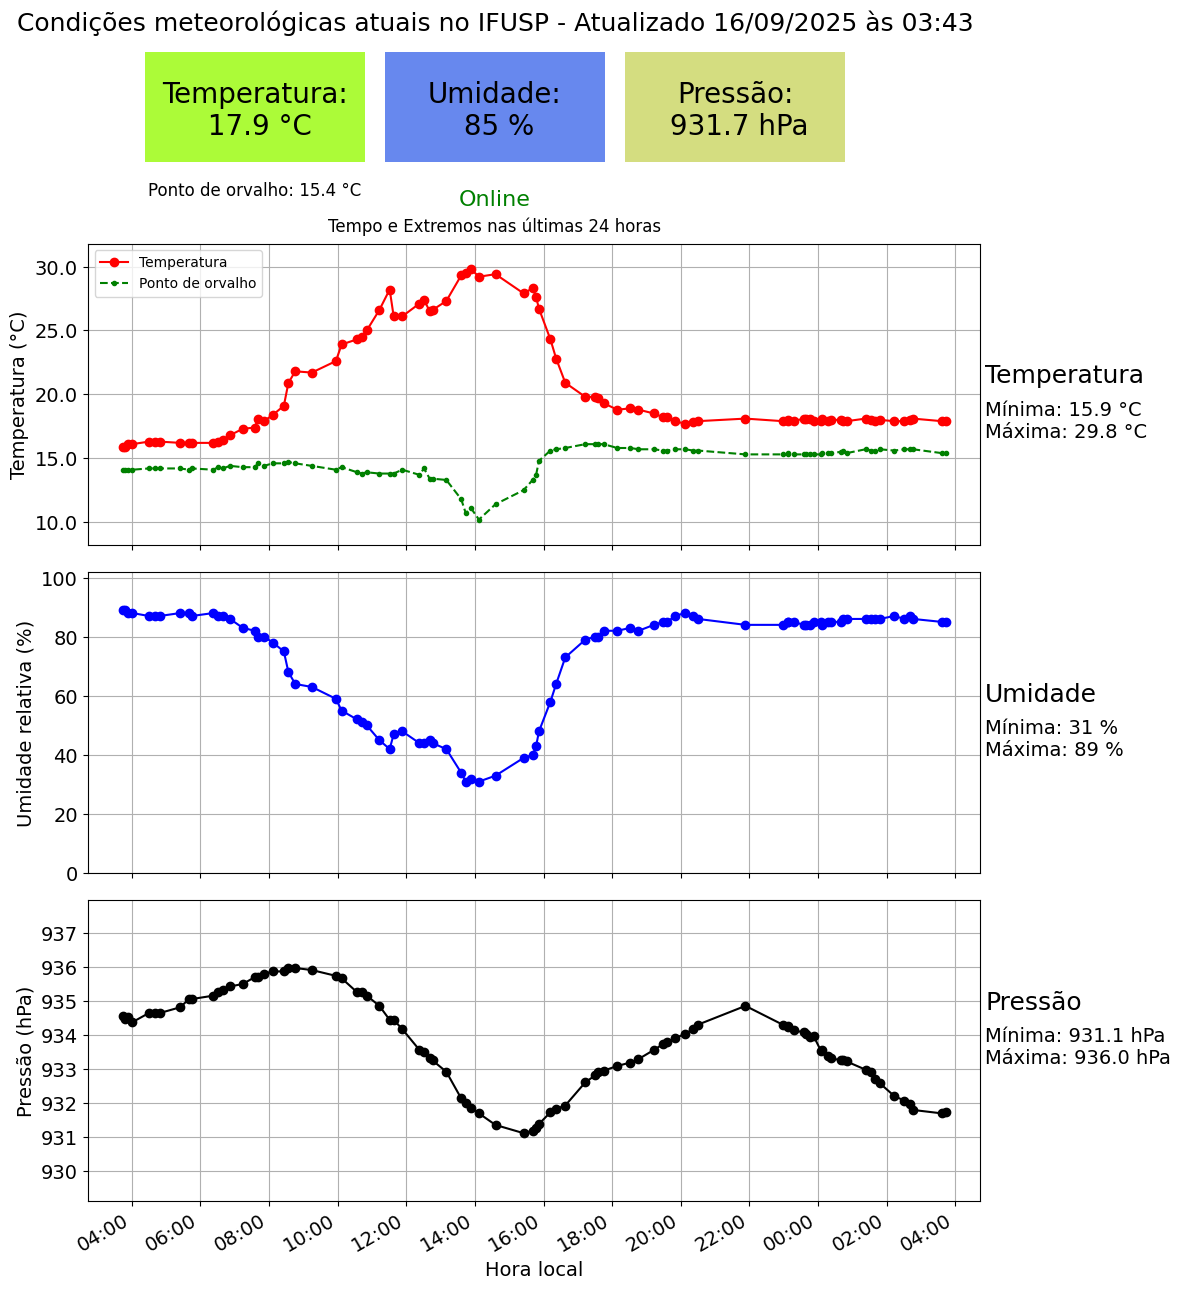 Condições meteorológicas atuais no IFUSP - Atualizado 16/09/2025 às 03:43
Temperatura:
17.9 °C
Umidade:
85 %
Pressão:
931.7 hPa
Ponto de orvalho: 15.4 °C
Online
Tempo e Extremos nas últimas 24 horas
Temperatura
Ponto de orvalho
Temperatura (°C)
30.0
25.0
20.0
15.0
10.0
Temperatura
Mínima: 15.9 °C
Máxima: 29.8 °C
Umidade relativa (%)
100
80
60
40
20
0
Umidade
Mínima: 31 %
Máxima: 89 %
Pressão (hPa)
937
936
935
934
933
932
931
930
Pressão
Mínima: 931.1 hPa
Máxima: 936.0 hPa
04:00
06:00
08:00
10:00
12:00
14:00
16:00
18:00
20:00
22:00
00:00
02:00
04:00
Hora local